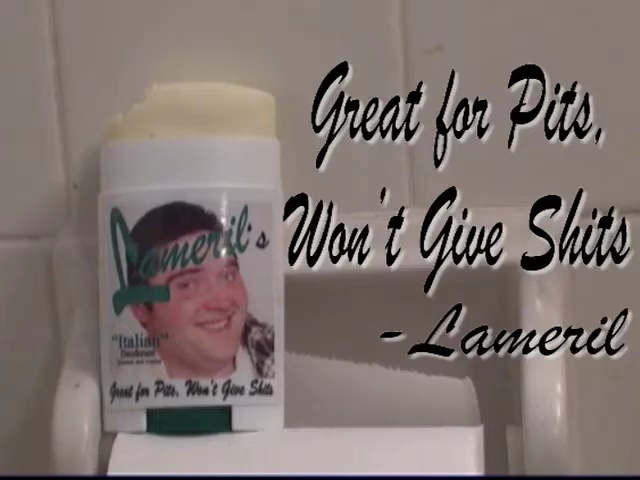 Great for Pits,
Won't Give Shits
-Lameril
Lameril's
"Italian"
Deodorant
Great for Pits, Won't Give Shits